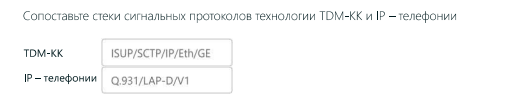 Сопоставьте стеки сигнальных протоколов технологии TDM-КК и IP – телефонии
TDM-КК ISUP/SCTP/IP/Eth/GE
IP – телефонии Q.931/LAP-D/V1